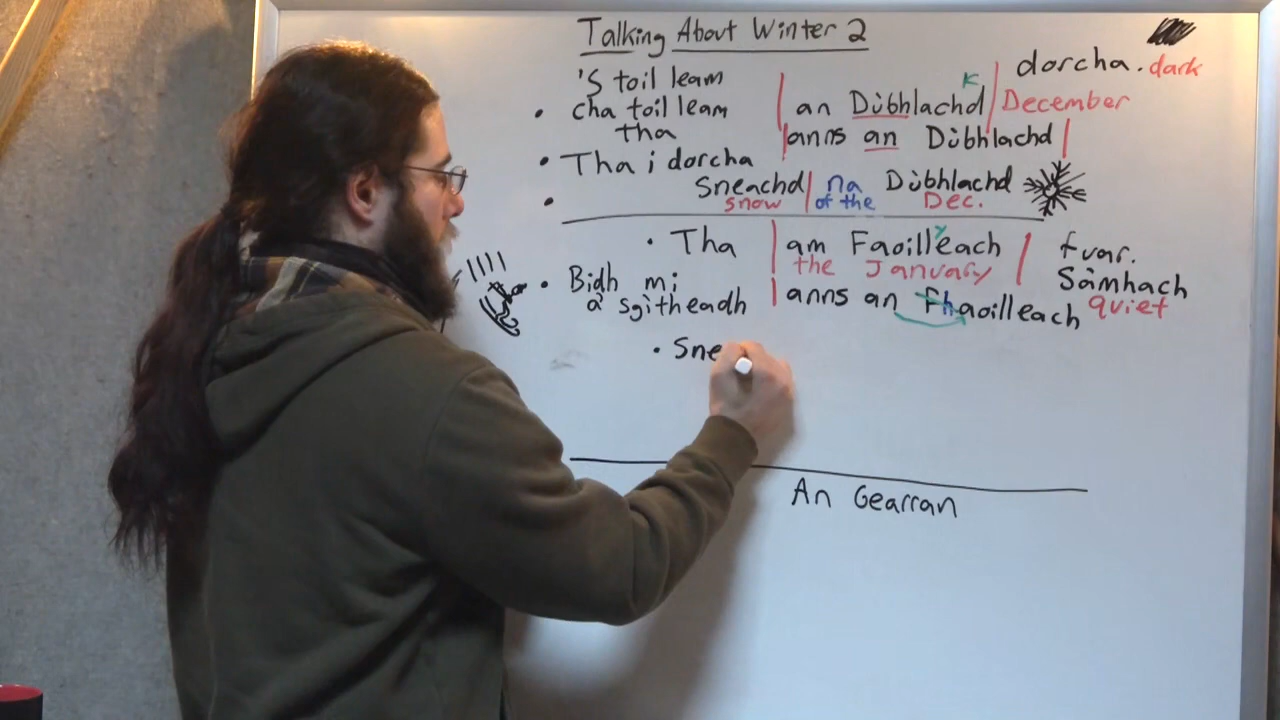 Talking About Winter 2
'S toil leam
dorcha. dark
K
cha toil leam an Dùbhlachd December
tha anns an Dùbhlachd
Tha i dorcha
Sneachd na Dùbhlachd
snow of the Dec.
Tha am Faoilleach fuar.
the January
Sàmhach
Bidh mi
a' sgìtheadh anns an Fhaoilleach quiet
Sne
An Gearran